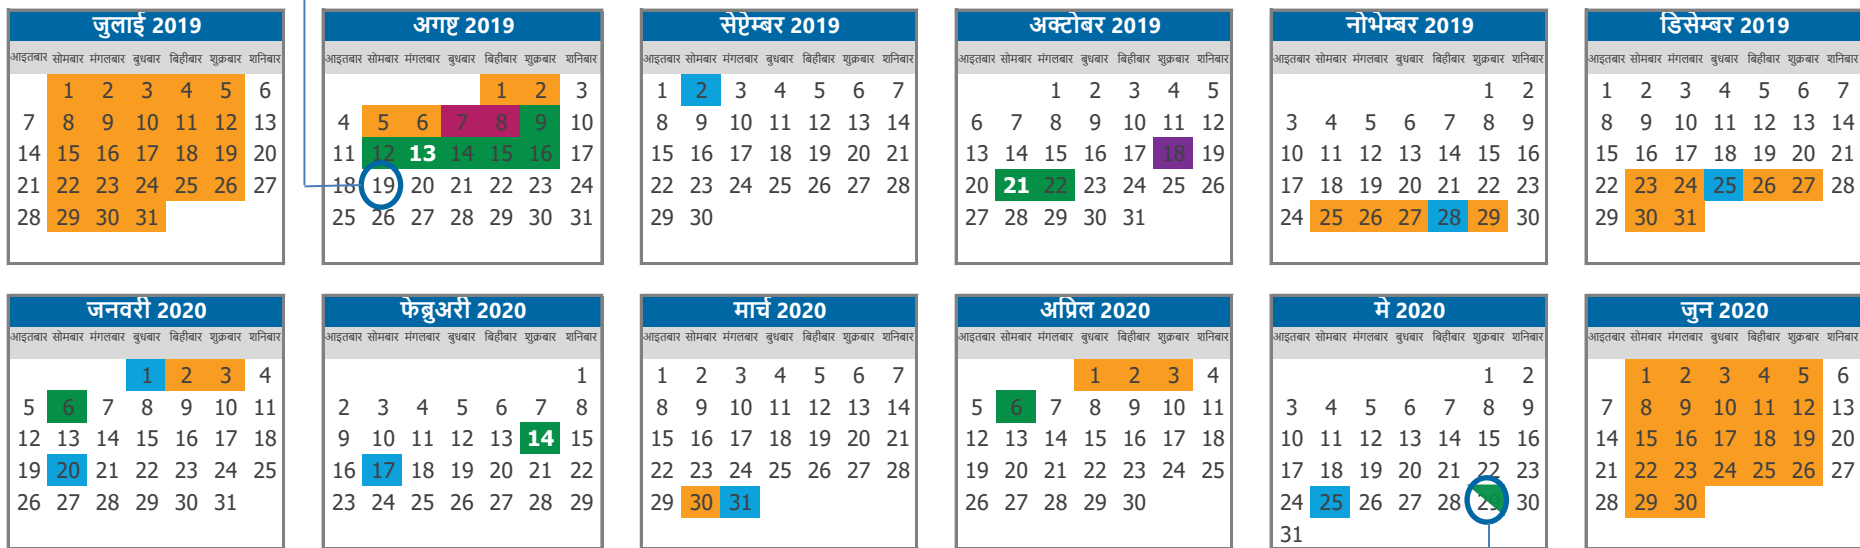 जुलाई 2019
आइतबार सोमबार मंगलबार बुधबार बिहीबार शुक्रबार शनिबार
1 2 3 4 5 6
7 8 9 10 11 12 13
14 15 16 17 18 19 20
21 22 23 24 25 26 27
28 29 30 31
अगष्ट 2019
आइतबार सोमबार मंगलबार बुधबार बिहीबार शुक्रबार शनिबार
1 2 3
4 5 6 7 8 9 10
11 12 13 14 15 16 17
18 19 20 21 22 23 24
25 26 27 28 29 30 31
सेप्टेम्बर 2019
आइतबार सोमबार मंगलबार बुधबार बिहीबार शुक्रबार शनिबार
1 2 3 4 5 6 7
8 9 10 11 12 13 14
15 16 17 18 19 20 21
22 23 24 25 26 27 28
29 30
अक्टोबर 2019
आइतबार सोमबार मंगलबार बुधबार बिहीबार शुक्रबार शनिबार
1 2 3 4 5
6 7 8 9 10 11 12
13 14 15 16 17 18 19
20 21 22 23 24 25 26
27 28 29 30 31
नोभेम्बर 2019
आइतबार सोमबार मंगलबार बुधबार बिहीबार शुक्रबार शनिबार
1 2
3 4 5 6 7 8 9
10 11 12 13 14 15 16
17 18 19 20 21 22 23
24 25 26 27 28 29 30
डिसेम्बर 2019
आइतबार सोमबार मंगलबार बुधबार बिहीबार शुक्रबार शनिबार
1 2 3 4 5 6 7
8 9 10 11 12 13 14
15 16 17 18 19 20 21
22 23 24 25 26 27 28
29 30 31
जनवरी 2020
आइतबार सोमबार मंगलबार बुधबार बिहीबार शुक्रबार शनिबार
1 2 3 4
5 6 7 8 9 10 11
12 13 14 15 16 17 18
19 20 21 22 23 24 25
26 27 28 29 30 31
फेब्रुअरी 2020
आइतबार सोमबार मंगलबार बुधबार बिहीबार शुक्रबार शनिबार
1
2 3 4 5 6 7 8
9 10 11 12 13 14 15
16 17 18 19 20 21 22
23 24 25 26 27 28 29
मार्च 2020
आइतबार सोमबार मंगलबार बुधबार बिहीबार शुक्रबार शनिबार
1 2 3 4 5 6 7
8 9 10 11 12 13 14
15 16 17 18 19 20 21
22 23 24 25 26 27 28
29 30 31
अप्रिल 2020
आइतबार सोमबार मंगलबार बुधबार बिहीबार शुक्रबार शनिबार
1 2 3 4
5 6 7 8 9 10 11
12 13 14 15 16 17 18
19 20 21 22 23 24 25
26 27 28 29 30
मे 2020
आइतबार सोमबार मंगलबार बुधबार बिहीबार शुक्रबार शनिबार
1 2
3 4 5 6 7 8 9
10 11 12 13 14 15 16
17 18 19 20 21 22 23
24 25 26 27 28 29 30
31
जुन 2020
आइतबार सोमबार मंगलबार बुधबार बिहीबार शुक्रबार शनिबार
1 2 3 4 5 6
7 8 9 10 11 12 13
14 15 16 17 18 19 20
21 22 23 24 25 26 27
28 29 30